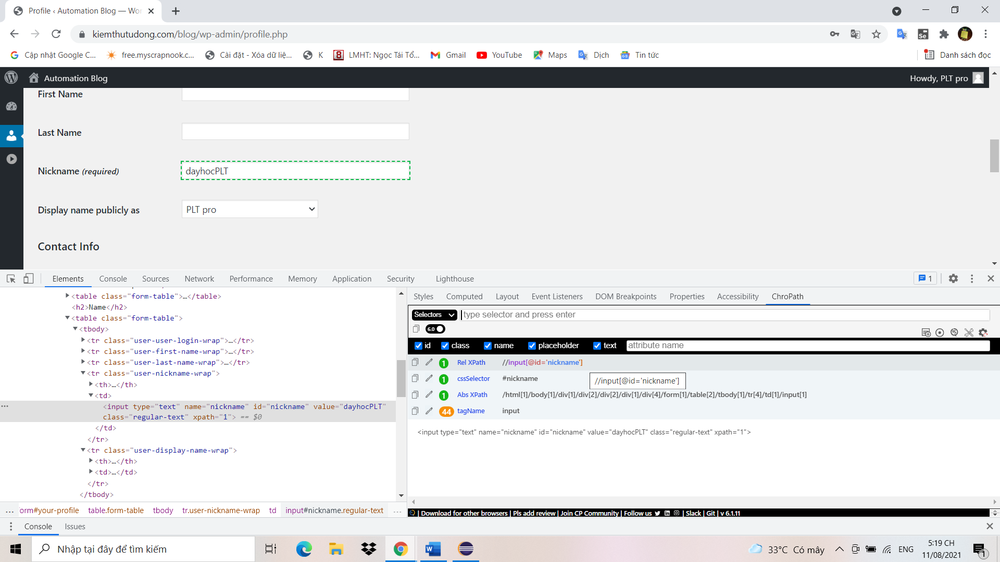 Profile ‹ Automation Blog — Wor
kiemthutudong.com/blog/wp-admin/profile.php
Cập nhật Google C...
free.myscrapnook.c...
Cài đặt - Xóa dữ liệ...
K
LMHT: Ngọc Tái Tổ...
Gmail
YouTube
Maps
Dịch
Tin tức
Danh sách đọc
Automation Blog
Howdy, PLT pro
First Name
Last Name
Nickname (required)
dayhocPLT
Display name publicly as
PLT pro
Contact Info
Elements Console Sources Network Performance Memory Application Security Lighthouse
1
<table class="form-table">…</table>
<h2>Name</h2>
<table class="form-table">
<tbody>
<tr class="user-user-login-wrap">…</tr>
<tr class="user-first-name-wrap">…</tr>
<tr class="user-last-name-wrap">…</tr>
<tr class="user-nickname-wrap">
<th>…</th>
<td>
<input type="text" name="nickname" id="nickname" value="dayhocPLT"
class="regular-text" xpath="1"> == $0
</td>
</tr>
<tr class="user-display-name-wrap">
<th>…</th>
<td>…</td>
</tr>
</tbody>
... orm#your-profile table.form-table tbody tr.user-nickname-wrap td input#nickname.regular-text ...
Styles Computed Layout Event Listeners DOM Breakpoints Properties Accessibility ChroPath
Selectors
type selector and press enter
6.0
id class name placeholder text attribute name
1 Rel XPath //input[@id='nickname']
1 cssSelector #nickname
//input[@id='nickname']
1 Abs XPath /html[1]/body[1]/div[1]/div[2]/div[2]/div[1]/div[4]/form[1]/table[2]/tbody[1]/tr[4]/td[1]/input[1]
44 tagName input
<input type="text" name="nickname" id="nickname" value="dayhocPLT" class="regular-text" xpath="1">
| Download for other browsers | Pls add review | Join CP Community | Follow us | Slack | Git | v 6.1.11
Console Issues
Nhập tại đây để tìm kiếm
33°C Có mây
ENG
5:19 CH
11/08/2021
1